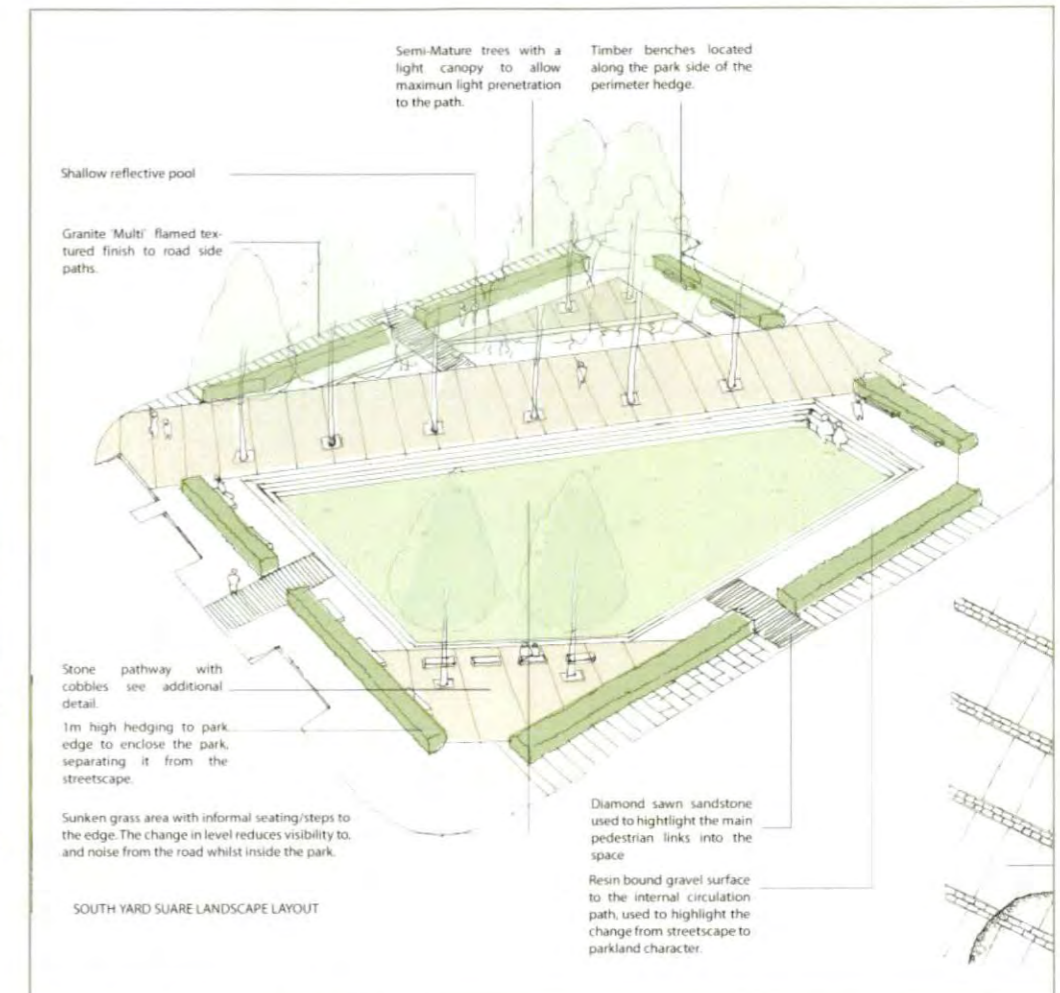 Semi-Mature trees with a
light canopy to allow
maximun light prenetration
to the path.
Timber benches located
along the park side of the
perimeter hedge.
Shallow reflective pool
Granite 'Multi' flamed tex-
tured finish to road side
paths.
Stone pathway with
cobbles see additional
detail.
1m high hedging to park
edge to enclose the park,
separating it from the
streetscape.
Sunken grass area with informal seating/steps to
the edge. The change in level reduces visibility to,
and noise from the road whilst inside the park.
SOUTH YARD SUARE LANDSCAPE LAYOUT
Diamond sawn sandstone
used to hightlight the main
pedestrian links into the
space
Resin bound gravel surface
to the internal circulation
path, used to highlight the
change from streetscape to
parkland character.